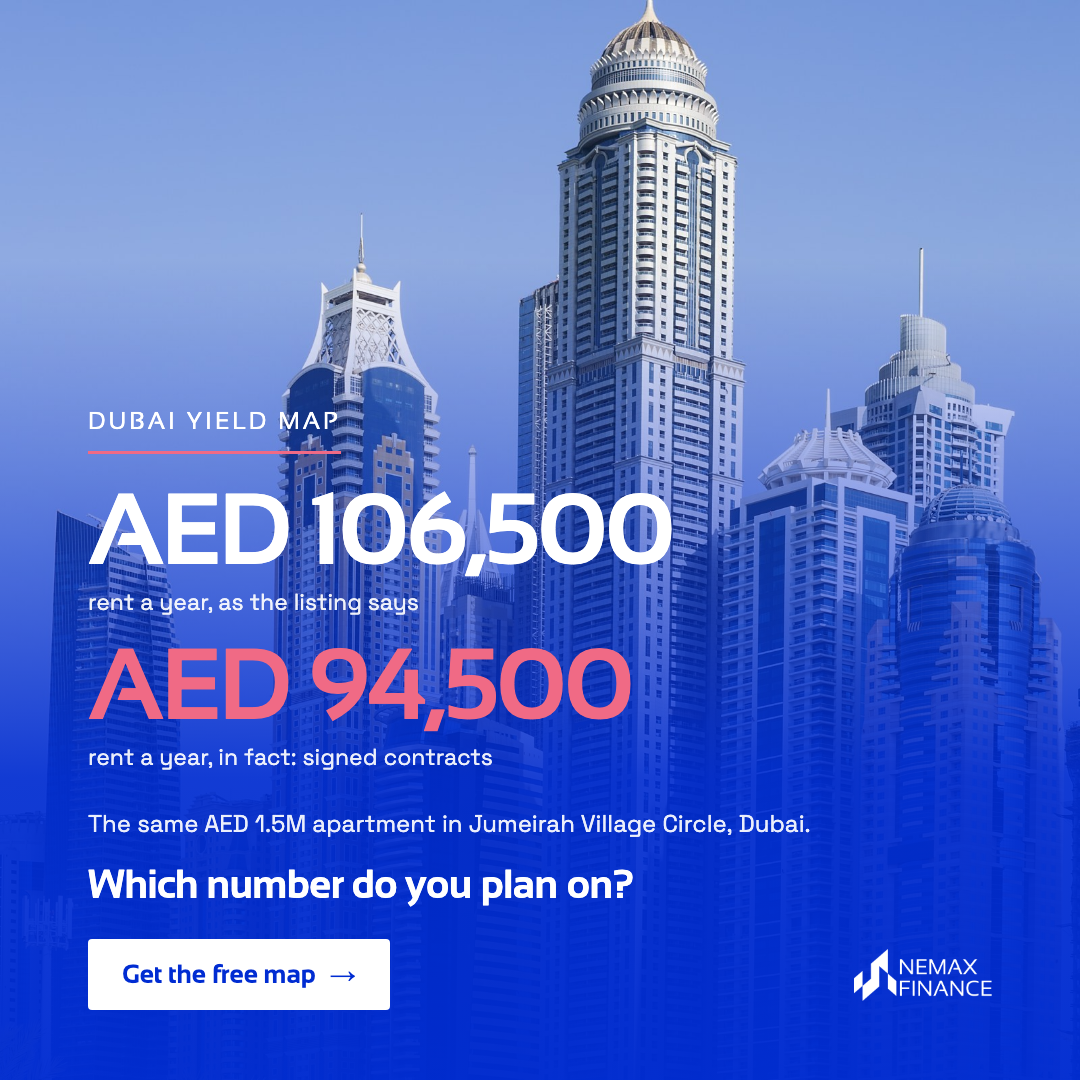 DUBAI YIELD MAP
AED 106,500
rent a year, as the listing says
AED 94,500
rent a year, in fact: signed contracts
The same AED 1.5M apartment in Jumeirah Village Circle, Dubai.
Which number do you plan on?
Get the free map →
NEMAX
FINANCE